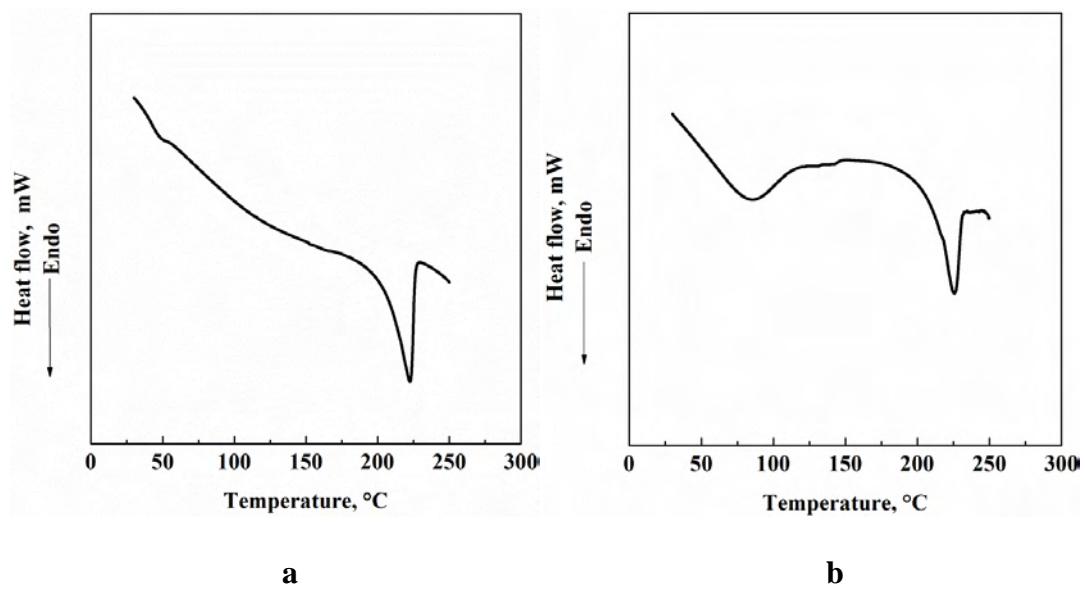 Heat flow, mW
Endo
0 50 100 150 200 250 300
Temperature, °C
a
Heat flow, mW
Endo
0 50 100 150 200 250 300
Temperature, °C
b